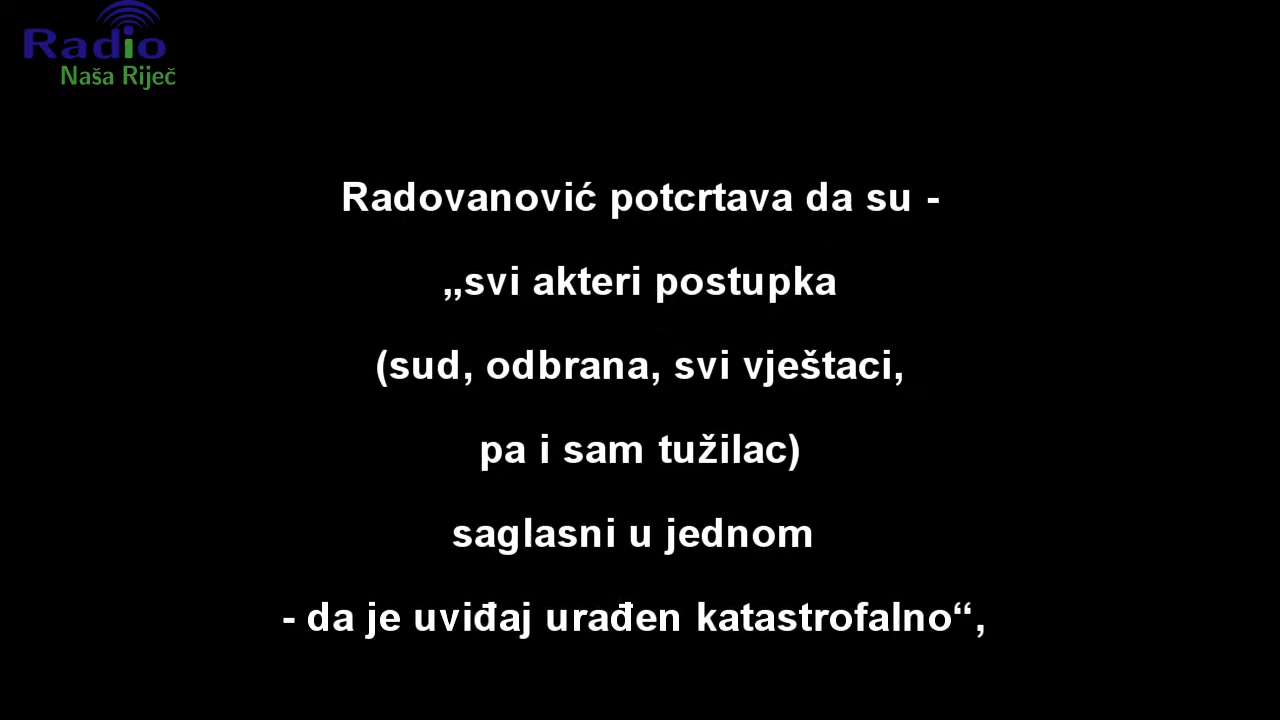 Radio
Naša Riječ
Radovanović potcrtava da su -
„svi akteri postupka
(sud, odbrana, svi vještaci,
pa i sam tužilac)
saglasni u jednom
- da je uviđaj urađen katastrofalno“,